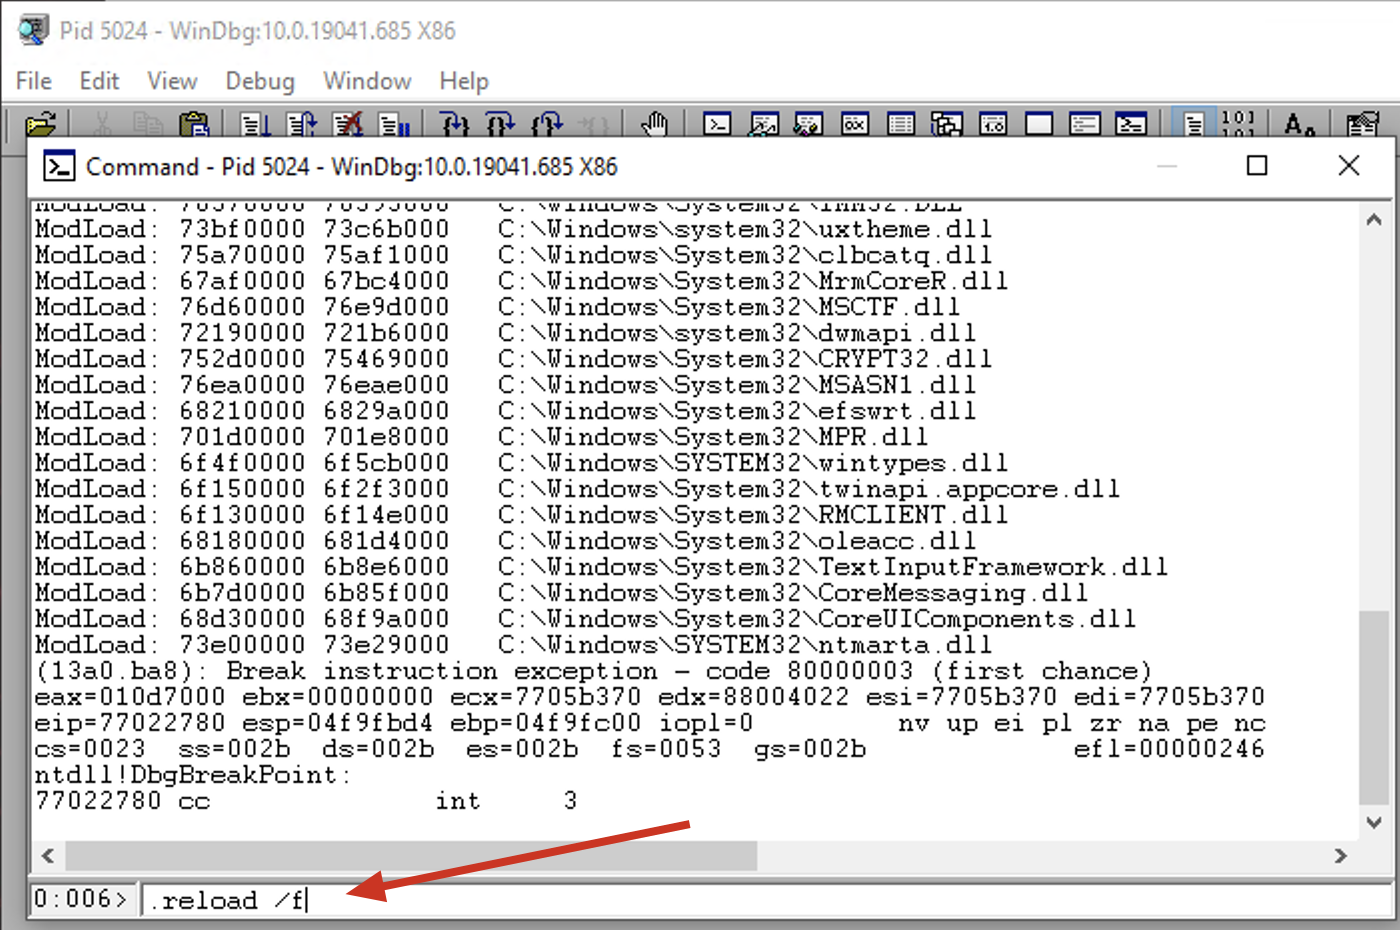 Pid 5024 - WinDbg:10.0.19041.685 X86
File Edit View Debug Window Help
Command - Pid 5024 - WinDbg:10.0.19041.685 X86
ModLoad: 76370000 76395000   C:\Windows\System32\IMM32.DLL
ModLoad: 73bf0000 73c6b000   C:\Windows\system32\uxtheme.dll
ModLoad: 75a70000 75af1000   C:\Windows\System32\clbcatq.dll
ModLoad: 67af0000 67bc4000   C:\Windows\System32\MrmCoreR.dll
ModLoad: 76d60000 76e9d000   C:\Windows\System32\MSCTF.dll
ModLoad: 72190000 721b6000   C:\Windows\system32\dwmapi.dll
ModLoad: 752d0000 75469000   C:\Windows\System32\CRYPT32.dll
ModLoad: 76ea0000 76eae000   C:\Windows\System32\MSASN1.dll
ModLoad: 68210000 6829a000   C:\Windows\System32\efswrt.dll
ModLoad: 701d0000 701e8000   C:\Windows\System32\MPR.dll
ModLoad: 6f4f0000 6f5cb000   C:\Windows\SYSTEM32\wintypes.dll
ModLoad: 6f150000 6f2f3000   C:\Windows\System32\twinapi.appcore.dll
ModLoad: 6f130000 6f14e000   C:\Windows\System32\RMCLIENT.dll
ModLoad: 68180000 681d4000   C:\Windows\System32\oleacc.dll
ModLoad: 6b860000 6b8e6000   C:\Windows\System32\TextInputFramework.dll
ModLoad: 6b7d0000 6b85f000   C:\Windows\System32\CoreMessaging.dll
ModLoad: 68d30000 68f9a000   C:\Windows\System32\CoreUIComponents.dll
ModLoad: 73e00000 73e29000   C:\Windows\SYSTEM32\ntmarta.dll
(13a0.ba8): Break instruction exception - code 80000003 (first chance)
eax=010d7000 ebx=00000000 ecx=7705b370 edx=88004022 esi=7705b370 edi=7705b370
eip=77022780 esp=04f9fbd4 ebp=04f9fc00 iopl=0         nv up ei pl zr na pe nc
cs=0023  ss=002b  ds=002b  es=002b  fs=0053  gs=002b             efl=00000246
ntdll!DbgBreakPoint:
77022780 cc              int     3
0:006> .reload /f